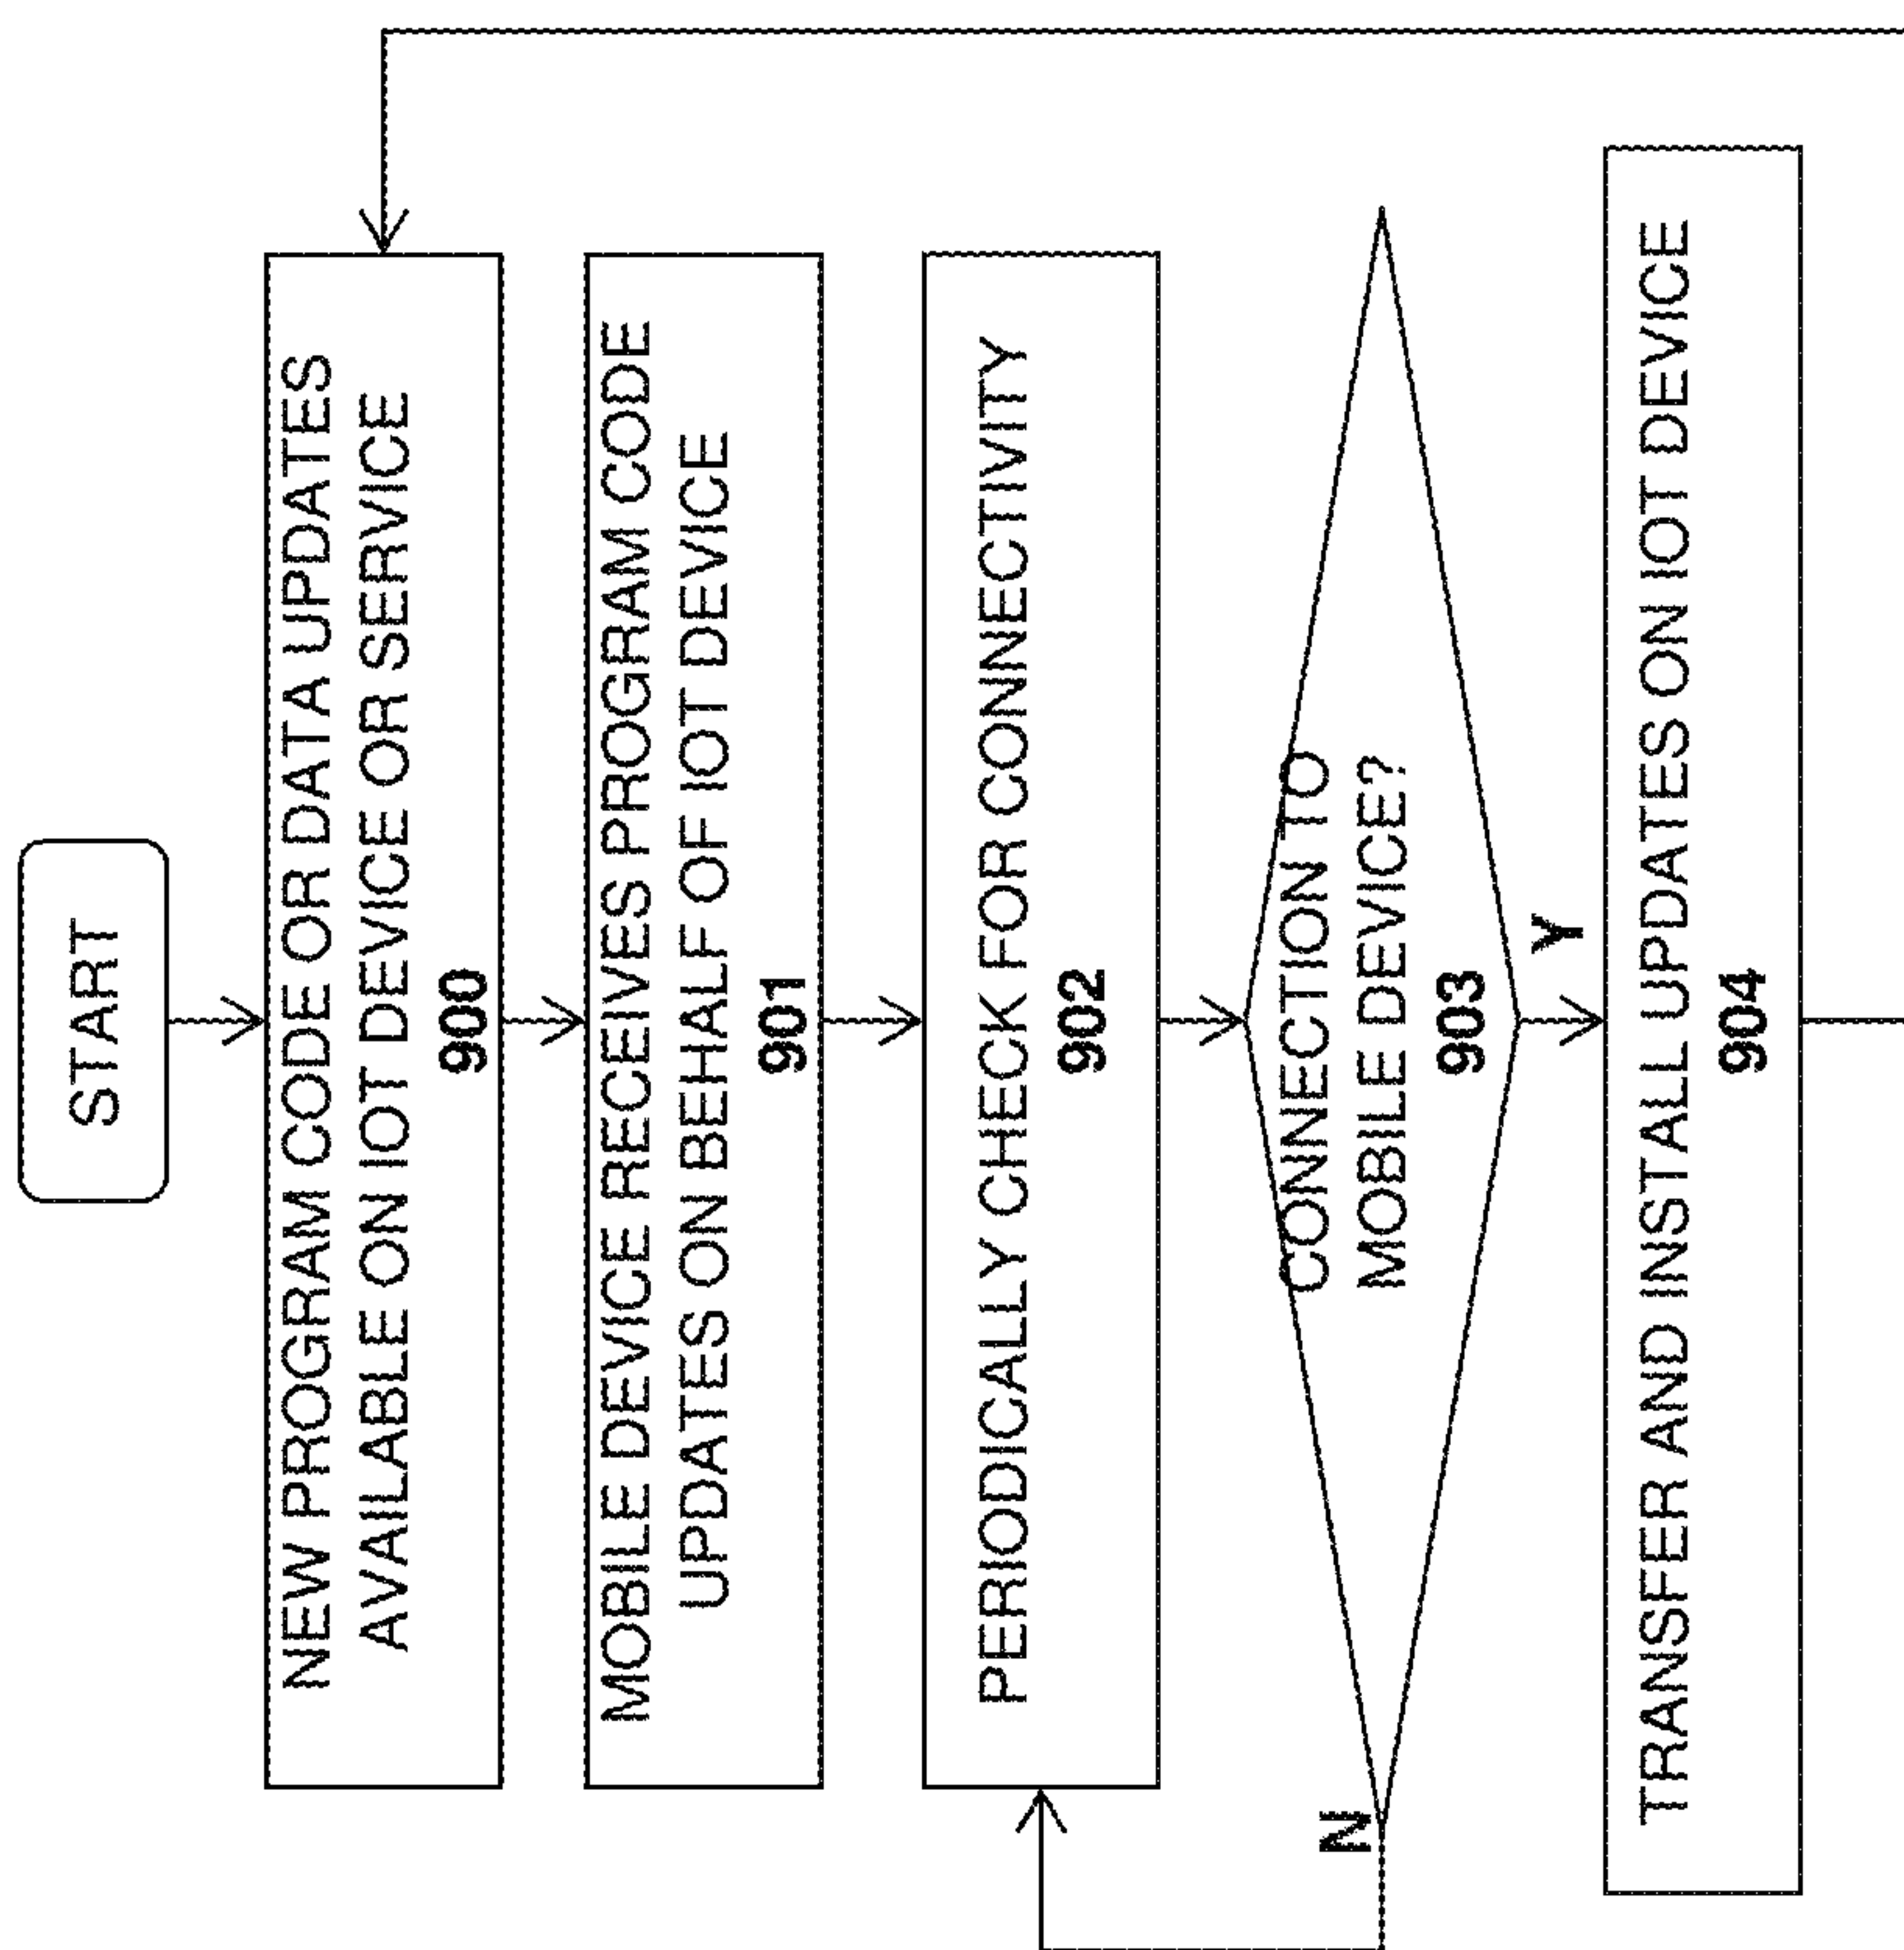 START
NEW PROGRAM CODE OR DATA UPDATES
AVAILABLE ON IOT DEVICE OR SERVICE
900
MOBILE DEVICE RECEIVES PROGRAM CODE
UPDATES ON BEHALF OF IOT DEVICE
901
PERIODICALLY CHECK FOR CONNECTIVITY
902
CONNECTION TO
MOBILE DEVICE?
903
N
Y
TRANSFER AND INSTALL UPDATES ON IOT DEVICE
904